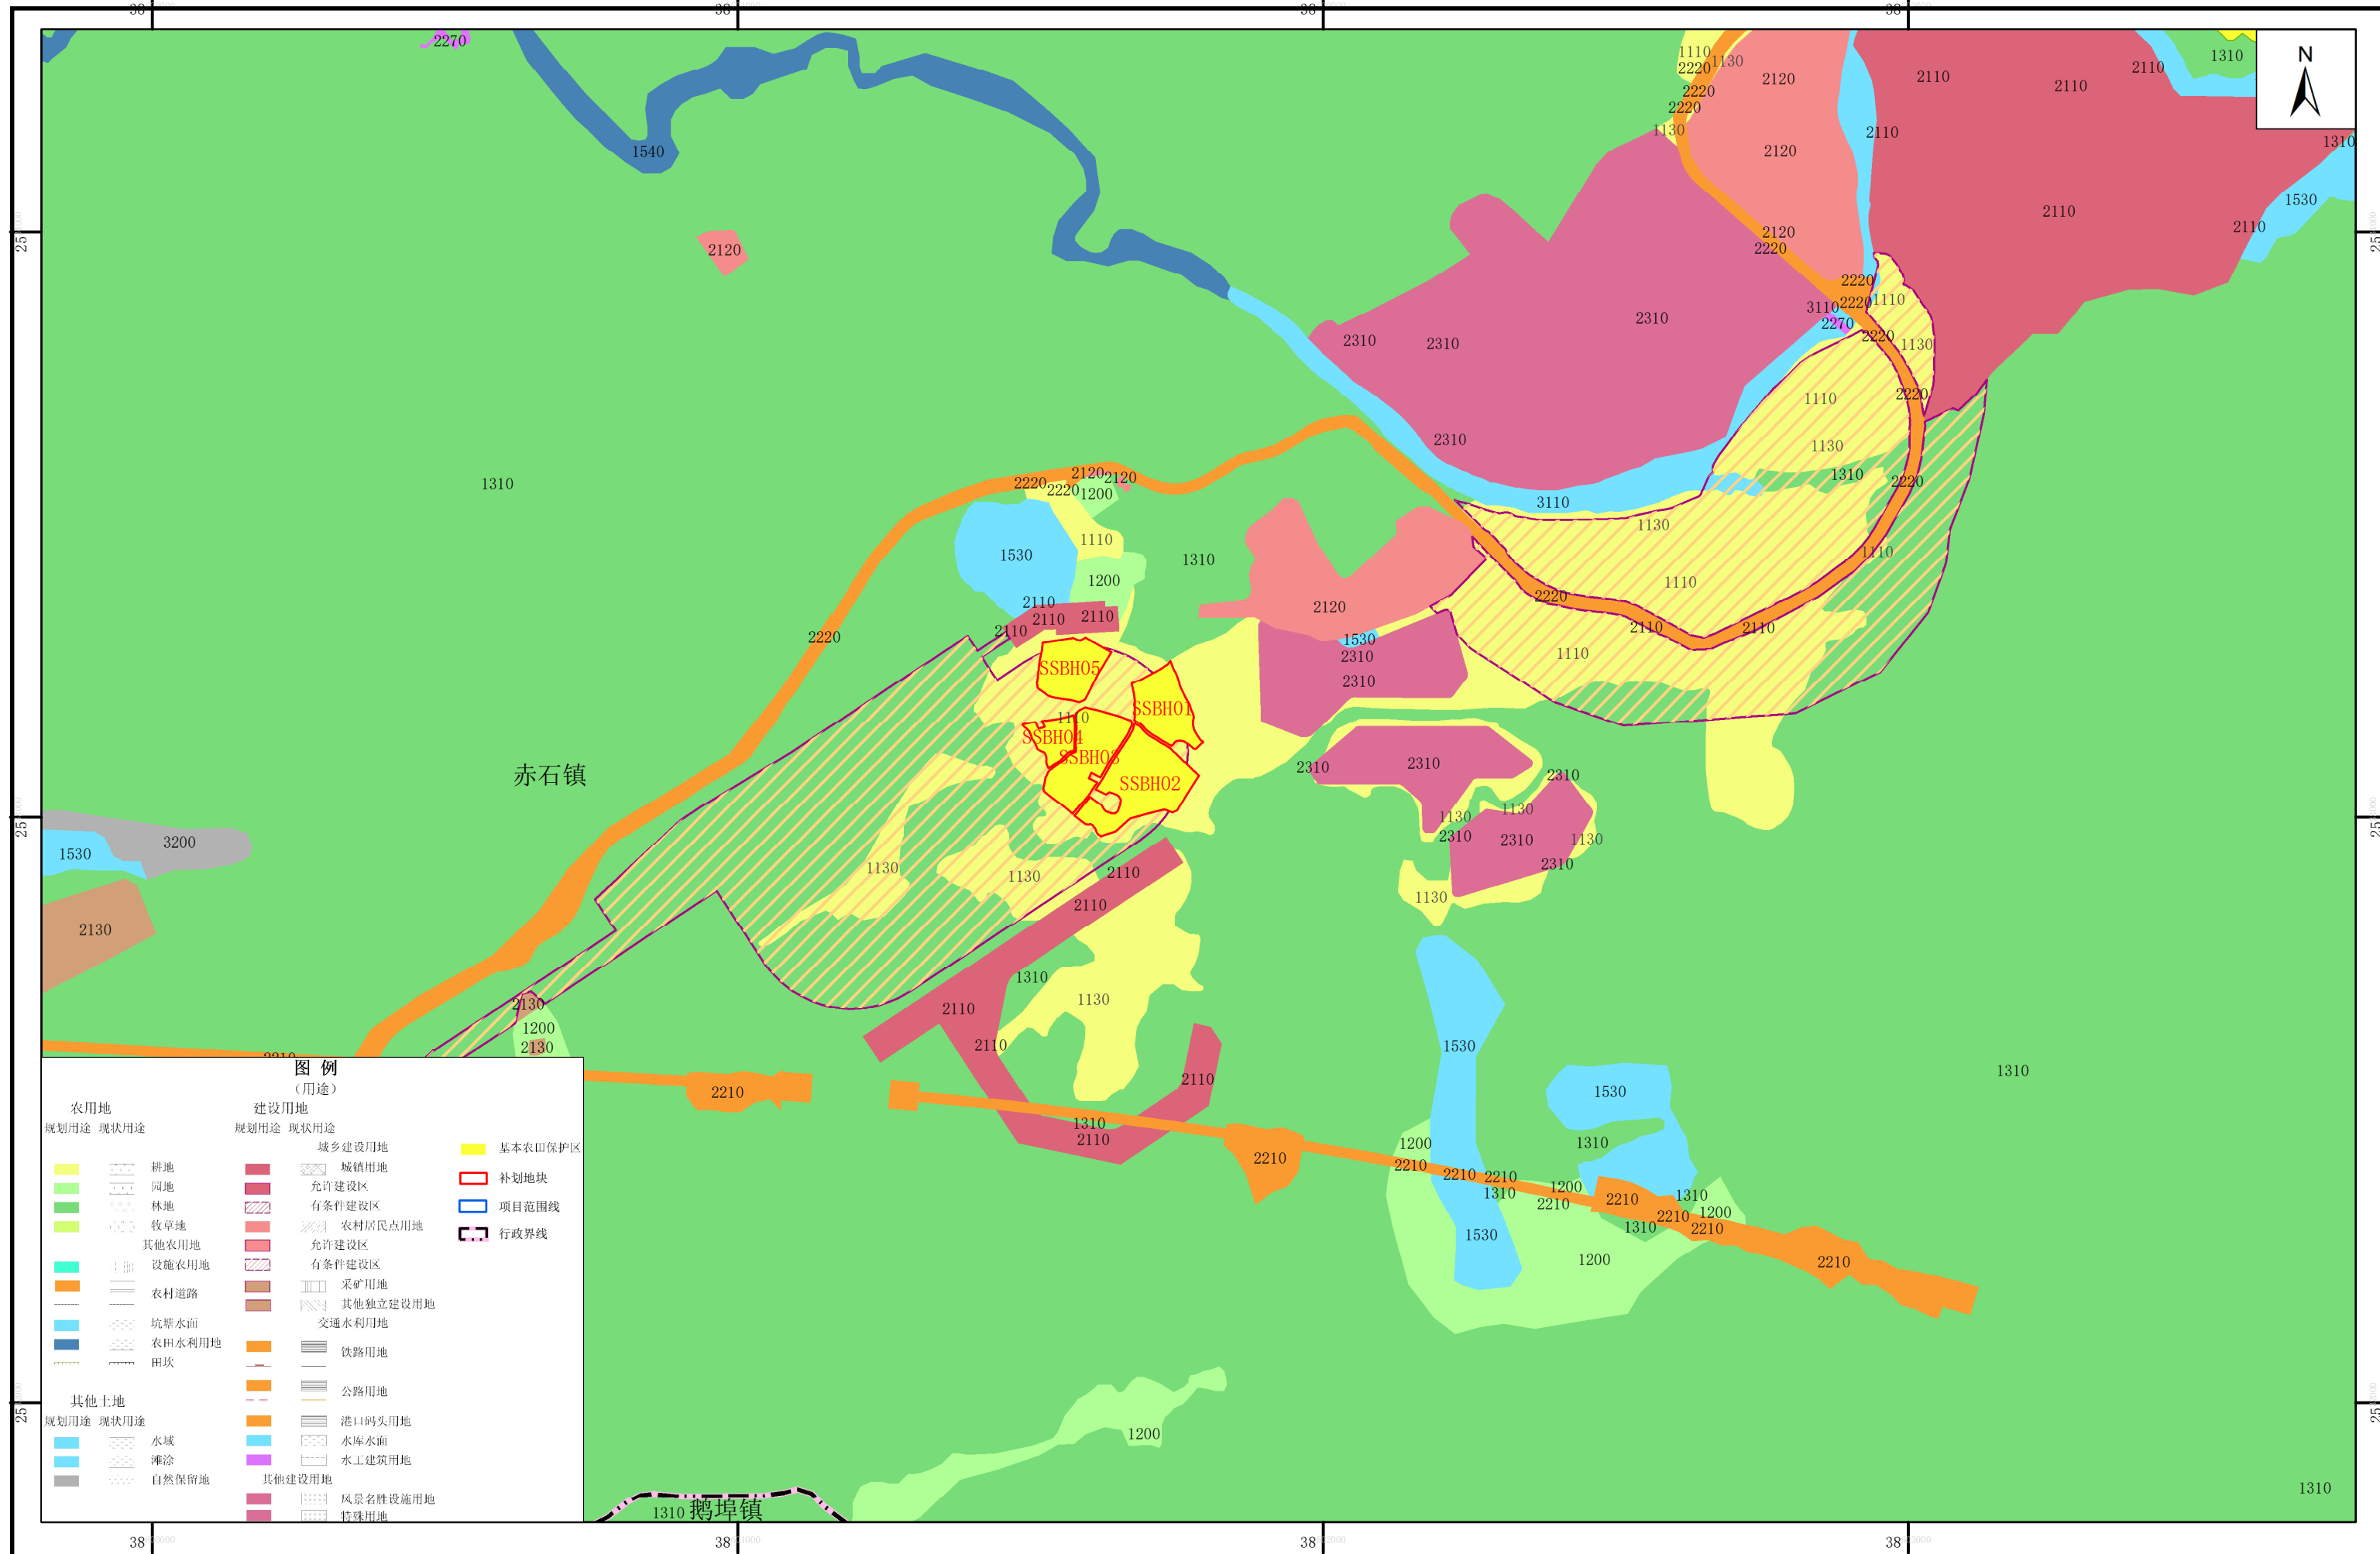 38
38
38
38
2270
1110
2220
1130
2120
2110
2110
2110
1310
N
2220
2220
1130
2110
1540
2120
1310
1530
2110
2110
2120
2120
2220
2220
3110
2220
1110
2270
2220
1130
2310
2310
2310
2220
1110
2310
1130
1310
2220
1310
2120
2120
2220
2220
1200
3110
1130
1110
1530
1310
1110
1200
1110
2220
2110
2110
2110
2110
2120
2110
2110
2220
1530
2310
2310
1110
SSBH05
1110
SSBH01
SSBH04
SSBH03
SSBH02
赤石镇
2310
2310
2310
1130
1130
2310
2310
1130
2310
1130
3200
1530
2130
1130
1130
2110
2110
1310
1130
2110
2130
1200
2130
2110
2110
2210
1310
2110
2210
1530
1530
1310
1310
1200
2210
2210
2210
1310
1200
2210
2210
1310
1200
2210
2210
1310
2210
1530
1200
1200
1310
1310
鹅埠镇
图 例
（用途）
农用地
建设用地
规划用途 现状用途
规划用途 现状用途
城乡建设用地
基本农田保护区
耕地
城镇用地
补划地块
园地
允许建设区
林地
有条件建设区
项目范围线
牧草地
农村居民点用地
行政界线
其他农用地
允许建设区
设施农用地
有条件建设区
农村道路
采矿用地
其他独立建设用地
坑塘水面
交通水利用地
农田水利用地
铁路用地
田坎
公路用地
其他土地
规划用途 现状用途
港口码头用地
水域
水库水面
滩涂
水工建筑用地
自然保留地
其他建设用地
风景名胜设施用地
特殊用地
38
38
38
38